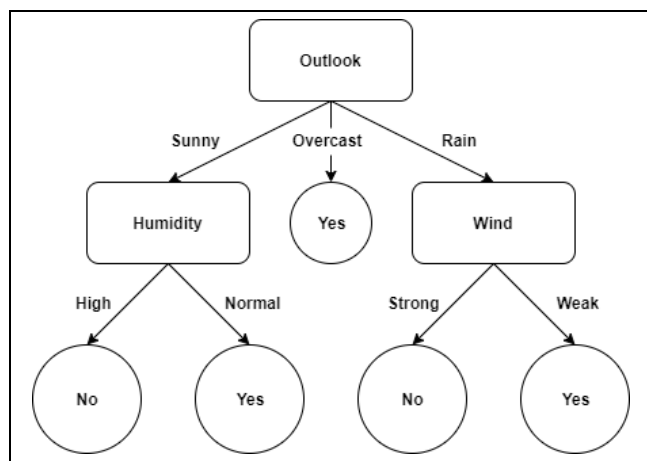 Outlook
Sunny Overcast Rain
Humidity Yes Wind
High Normal Strong Weak
No Yes No Yes